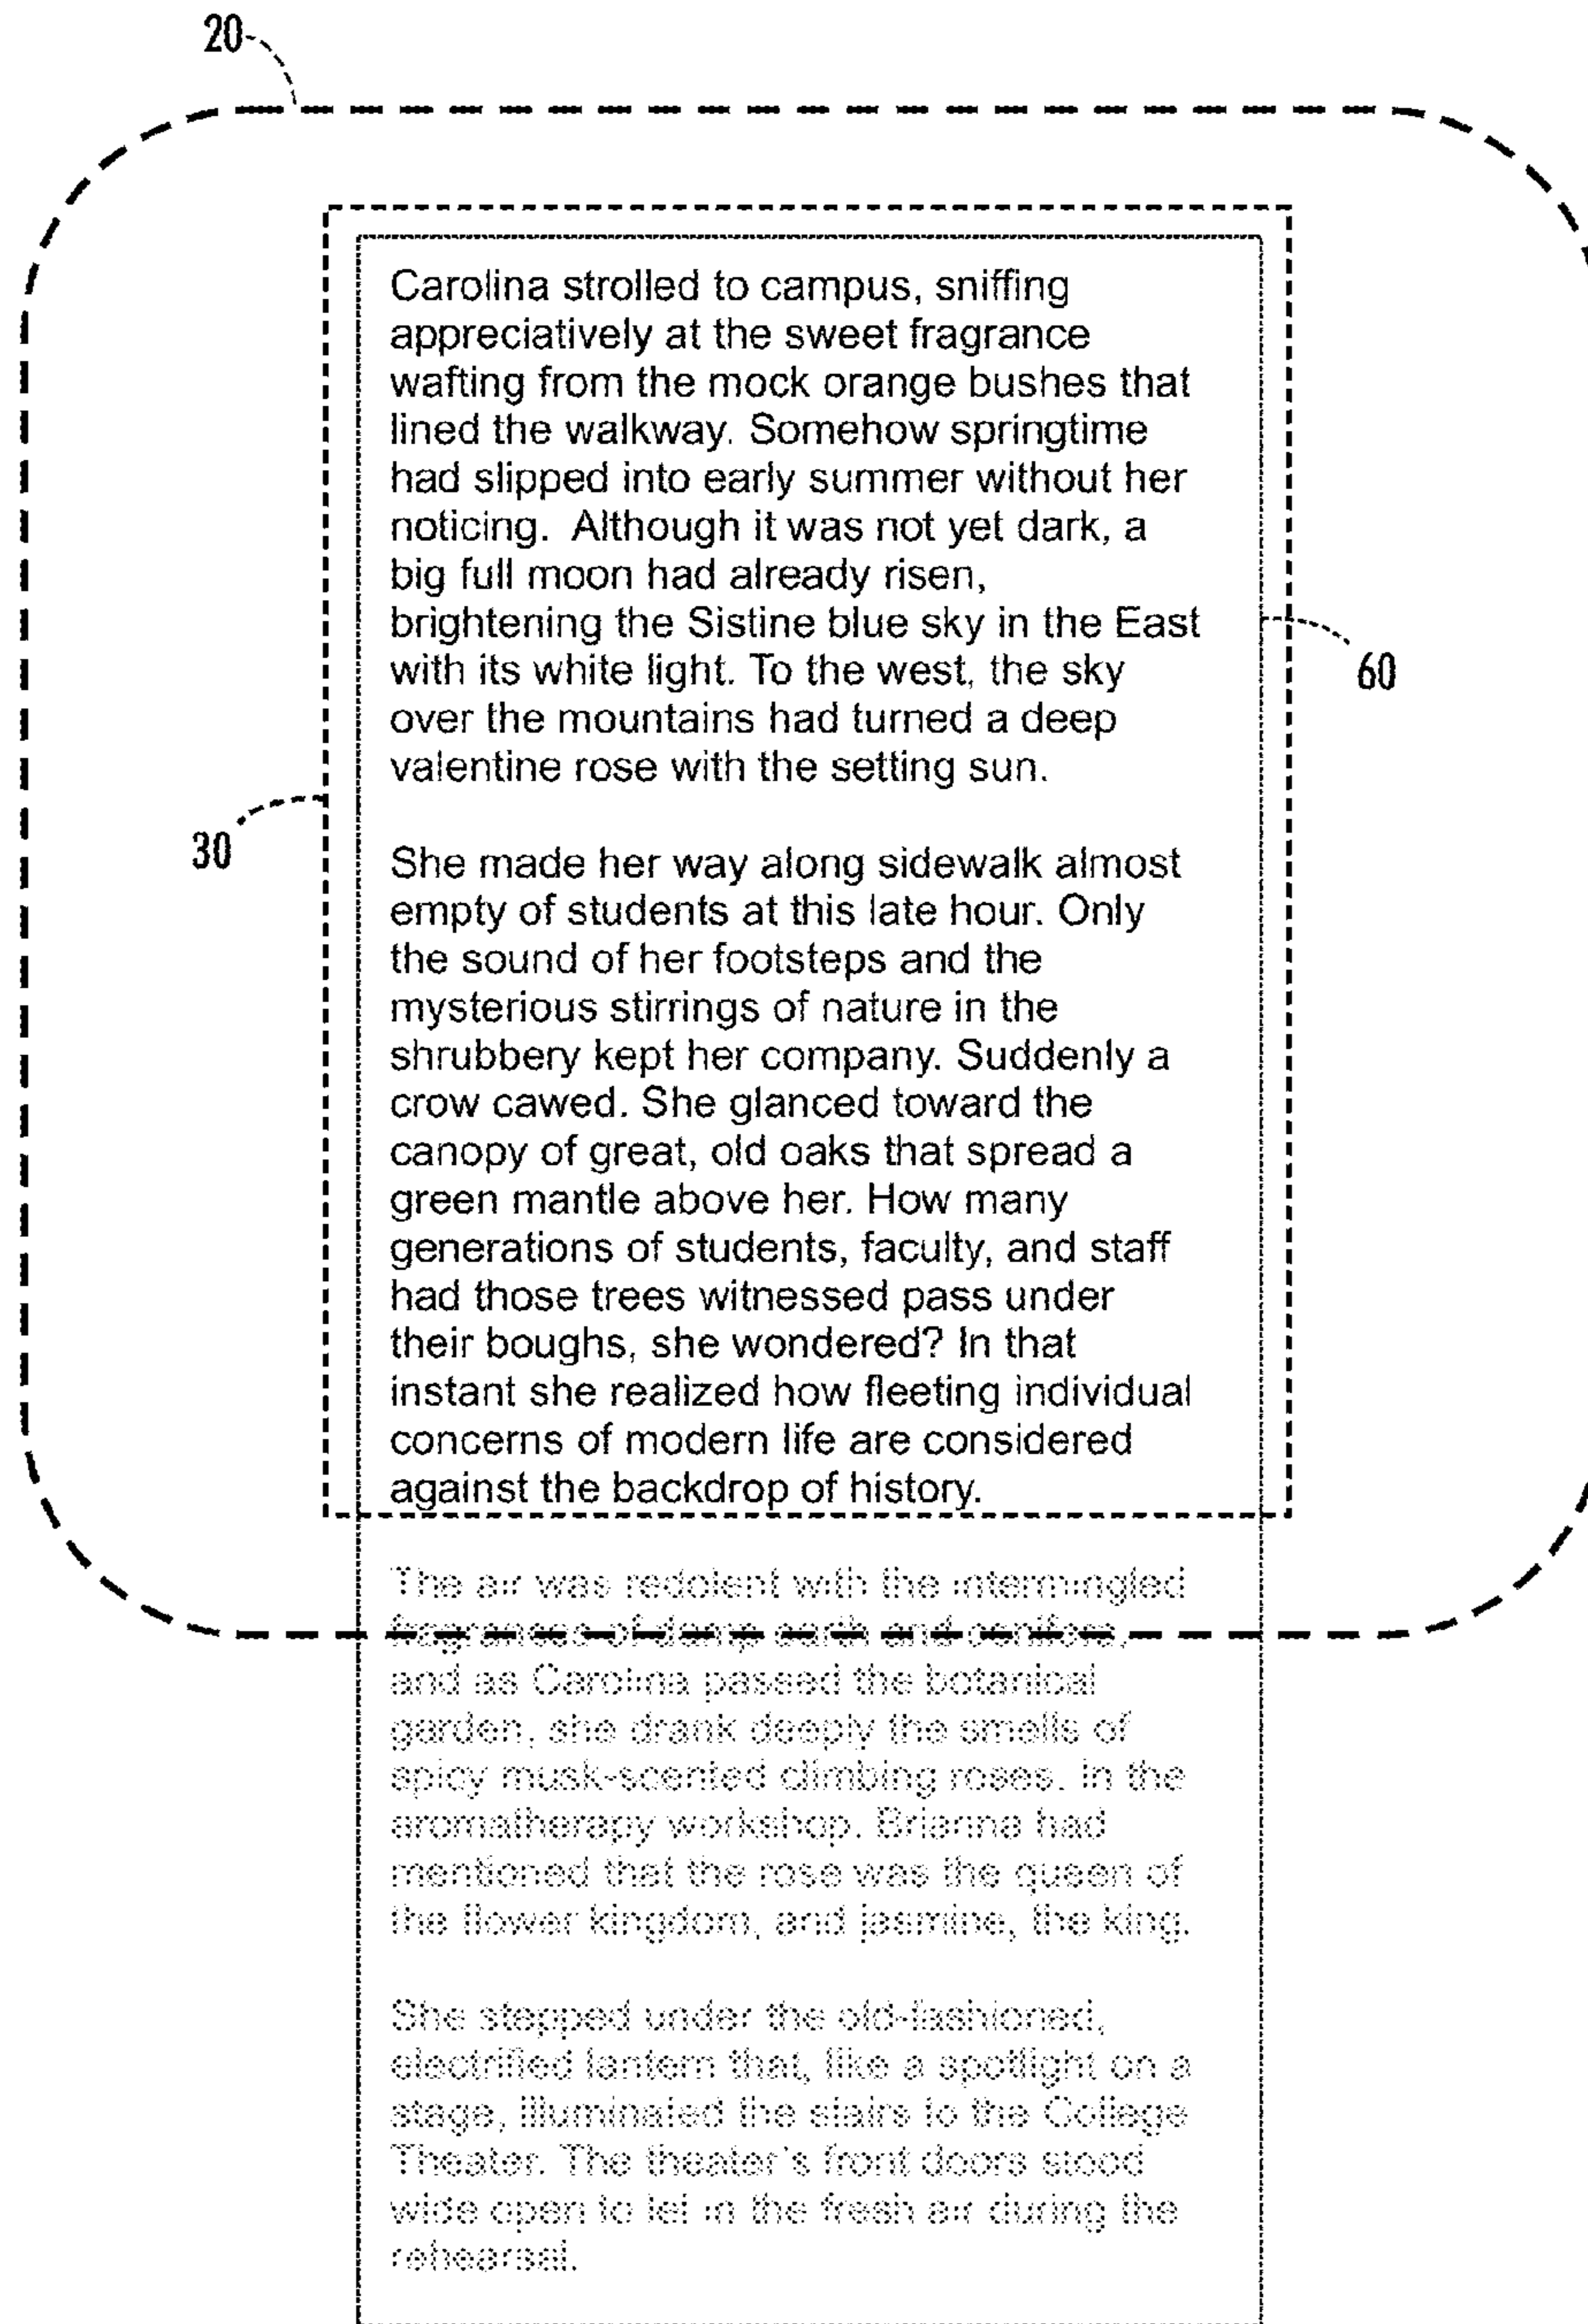 20
Carolina strolled to campus, sniffing
appreciatively at the sweet fragrance
wafting from the mock orange bushes that
lined the walkway. Somehow springtime
had slipped into early summer without her
noticing.  Although it was not yet dark, a
big full moon had already risen,
brightening the Sistine blue sky in the East
with its white light. To the west, the sky
over the mountains had turned a deep
valentine rose with the setting sun.
60
30
She made her way along sidewalk almost
empty of students at this late hour. Only
the sound of her footsteps and the
mysterious stirrings of nature in the
shrubbery kept her company. Suddenly a
crow cawed. She glanced toward the
canopy of great, old oaks that spread a
green mantle above her. How many
generations of students, faculty, and staff
had those trees witnessed pass under
their boughs, she wondered? In that
instant she realized how fleeting individual
concerns of modern life are considered
against the backdrop of history.
The air was redolent with the intermingled
fragrances of damp earth and
and as Carolina passed the botanical
garden, she drank deeply the smells of
spicy musk-scented climbing roses. In the
aromatherapy workshop. Brianna had
mentioned that the rose was the queen of
the flower kingdom, and jasmine, the king.
She stepped under the old-fashioned,
electrified lantern that, like a spotlight on a
stage, illuminated the stairs to the College
Theater. The theater's front doors stood
wide open to let in the fresh air during the
rehearsal.